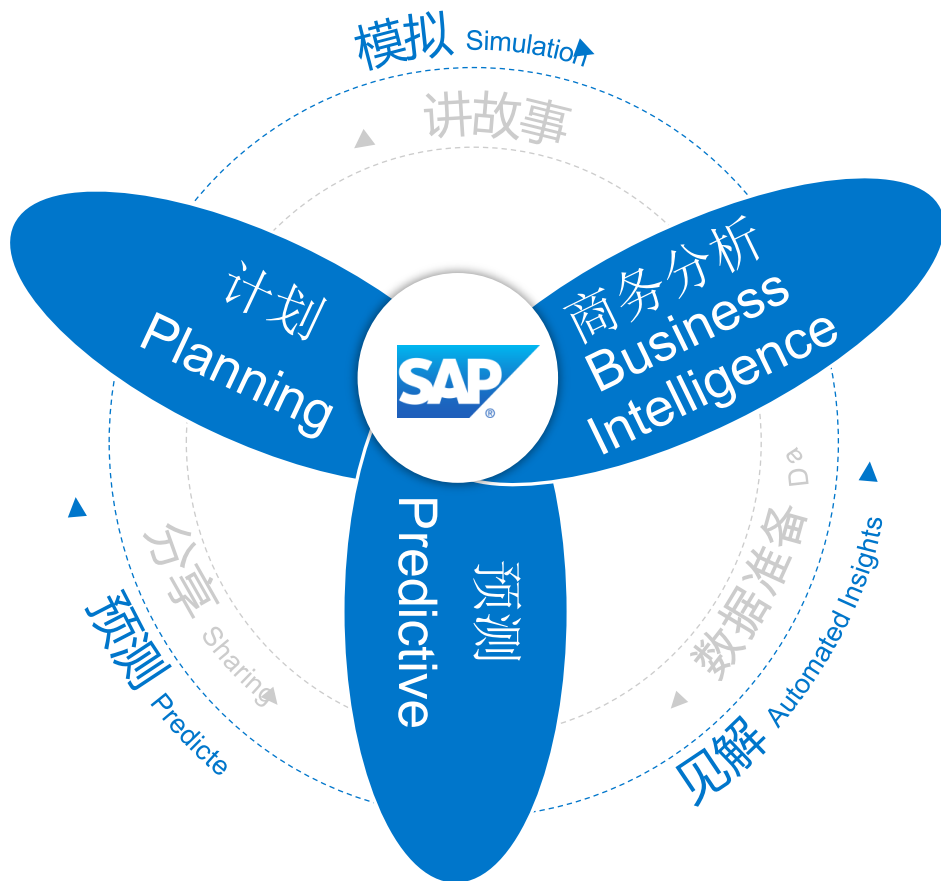 模拟 Simulation
讲故事
计划
Planning
商务分析
Business
Intelligence
SAP®
预测
Predictive
数据准备 Da
分享 Sharing
预测 Predicte
见解 Automated Insights